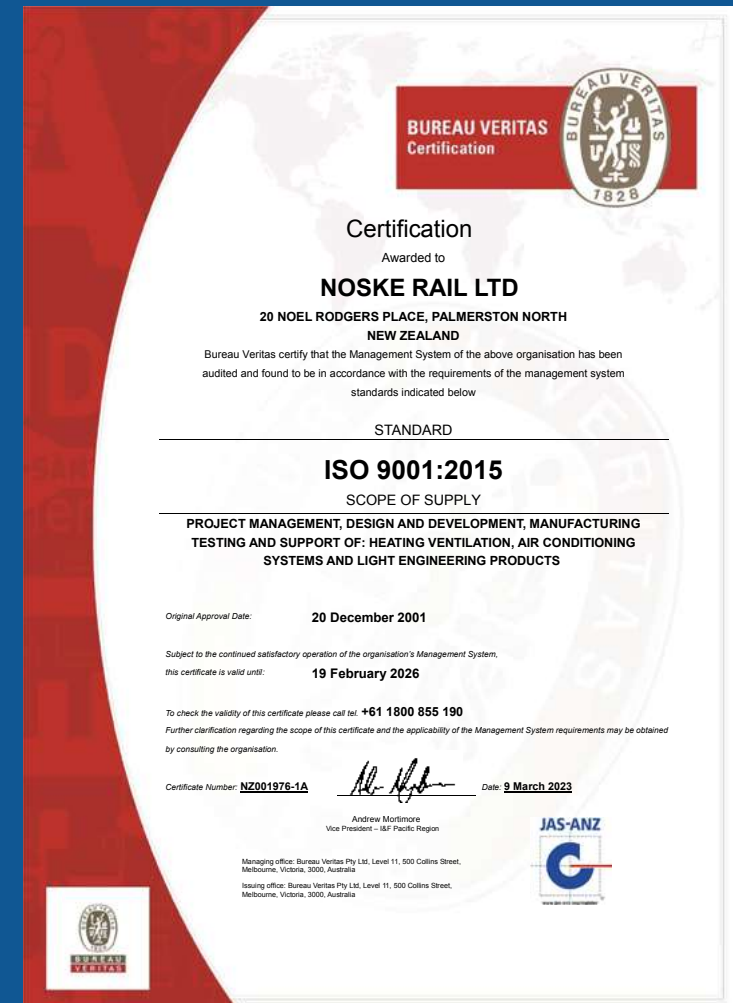 BUREAU VERITAS
Certification
BUREAU VERITAS
1828
Certification
Awarded to
NOSKE RAIL LTD
20 NOEL RODGERS PLACE, PALMERSTON NORTH
NEW ZEALAND
Bureau Veritas certify that the Management System of the above organisation has been
audited and found to be in accordance with the requirements of the management system
standards indicated below
STANDARD
ISO 9001:2015
SCOPE OF SUPPLY
PROJECT MANAGEMENT, DESIGN AND DEVELOPMENT, MANUFACTURING
TESTING AND SUPPORT OF: HEATING VENTILATION, AIR CONDITIONING
SYSTEMS AND LIGHT ENGINEERING PRODUCTS
Original Approval Date: 20 December 2001
Subject to the continued satisfactory operation of the organisation's Management System,
this certificate is valid until: 19 February 2026
To check the validity of this certificate please call tel. +61 1800 855 190
Further clarification regarding the scope of this certificate and the applicability of the Management System requirements may be obtained
by consulting the organisation.
Certificate Number: NZ001976-1A Date: 9 March 2023
Andrew Mortimore
Vice President – I&F Pacific Region
JAS-ANZ
Managing office: Bureau Veritas Pty Ltd, Level 11, 500 Collins Street,
Melbourne, Victoria, 3000, Australia
Issuing office: Bureau Veritas Pty Ltd, Level 11, 500 Collins Street,
Melbourne, Victoria, 3000, Australia
BUREAU
VERITAS